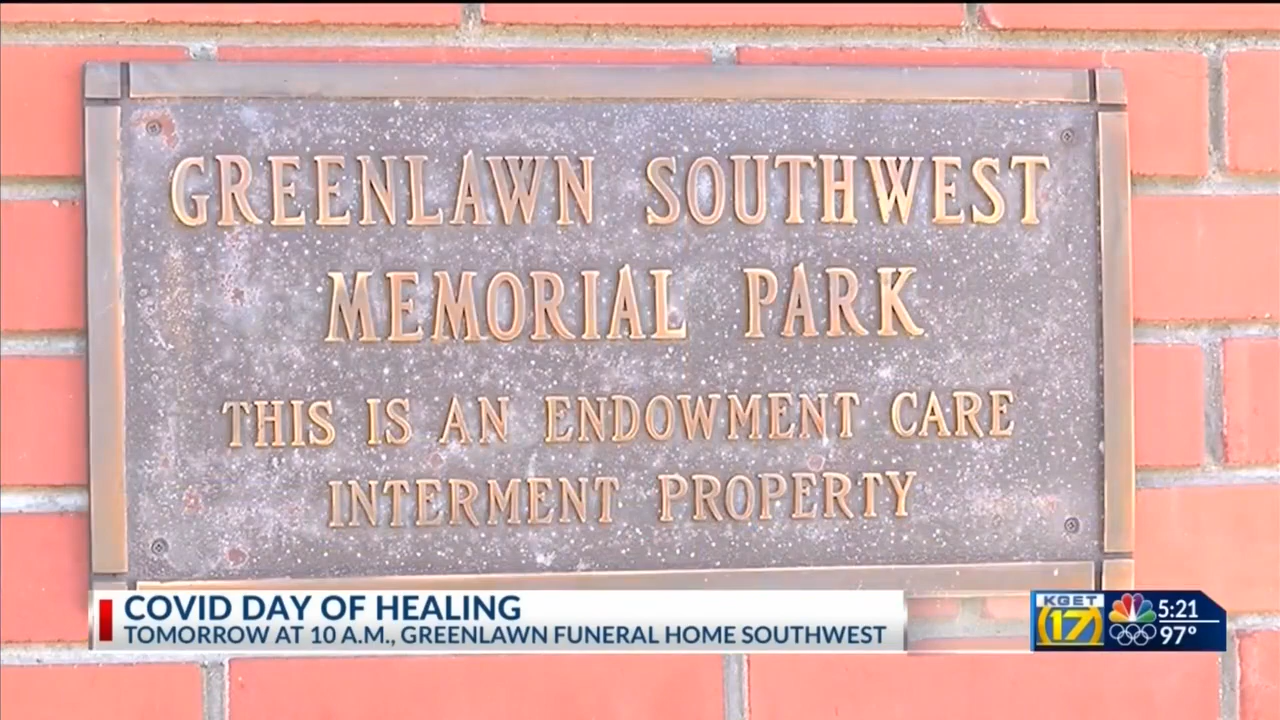 GREENLAWN SOUTHWEST
MEMORIAL PARK
THIS IS AN ENDOWMENT CARE
INTERMENT PROPERTY
COVID DAY OF HEALING
TOMORROW AT 10 A.M., GREENLAWN FUNERAL HOME SOUTHWEST
KGET
17
5:21
97°